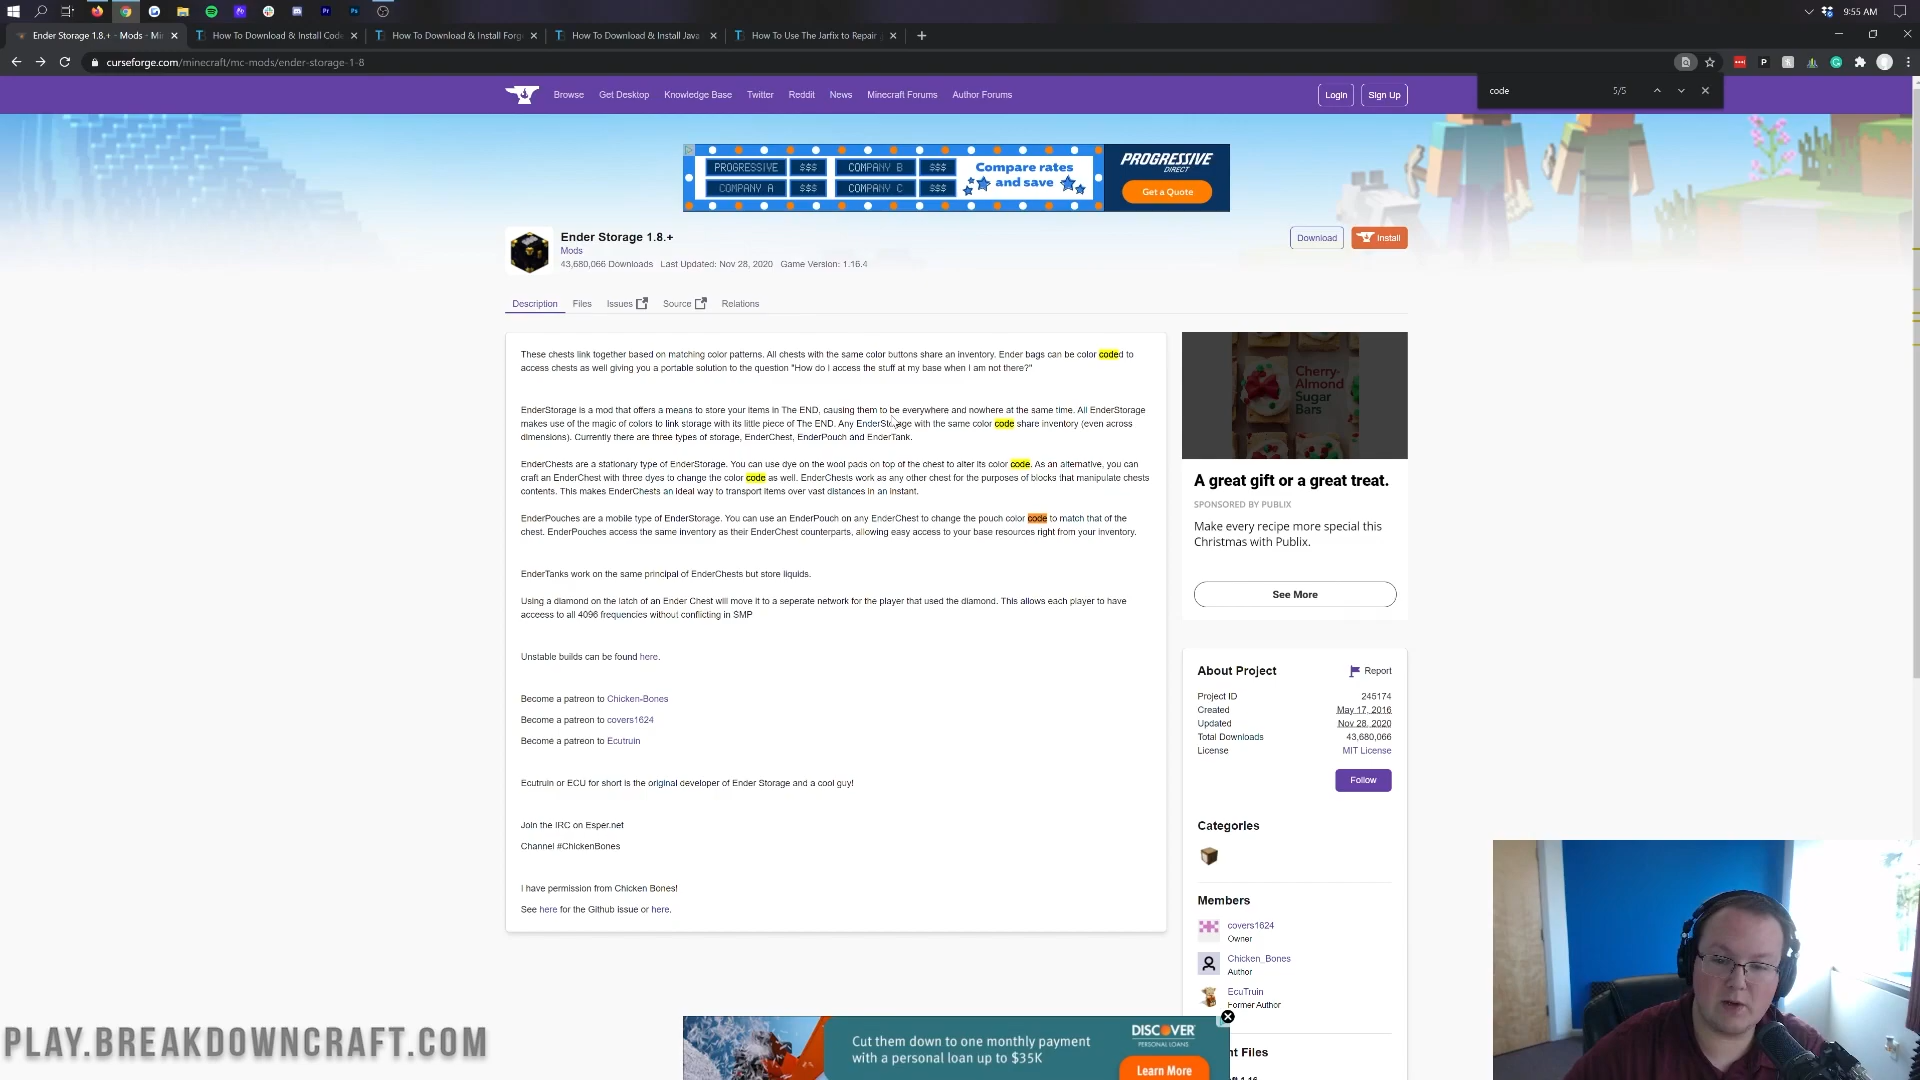 9:55 AM
Ender Storage 1.8.+ - Mods - Mi
How To Download & Install Code
How To Download & Install Forg
How To Download & Install Java
How To Use The Jarfix to Repair
curseforge.com/minecraft/mc-mods/ender-storage-1-8
code 5/5
Browse Get Desktop Knowledge Base Twitter Reddit News Minecraft Forums Author Forums
Login Sign Up
PROGRESSIVE $$$ COMPANY B $$$
COMPANY A $$$ COMPANY C $$$
Compare rates
and save
PROGRESSIVE
DIRECT
Get a Quote
Ender Storage 1.8.+
Mods
43,680,066 Downloads Last Updated: Nov 28, 2020 Game Version: 1.16.4
Download Install
Description Files Issues Source Relations
These chests link together based on matching color patterns. All chests with the same color buttons share an inventory. Ender bags can be color coded to
access chests as well giving you a portable solution to the question "How do I access the stuff at my base when I am not there?"
EnderStorage is a mod that offers a means to store your items in The END, causing them to be everywhere and nowhere at the same time. All EnderStorage
makes use of the magic of colors to link storage with its little piece of The END. Any EnderStorage with the same color code share inventory (even across
dimensions). Currently there are three types of storage, EnderChest, EnderPouch and EnderTank.
EnderChests are a stationary type of EnderStorage. You can use dye on the wool pads on top of the chest to alter its color code. As an alternative, you can
craft an EnderChest with three dyes to change the color code as well. EnderChests work as any other chest for the purposes of blocks that manipulate chests
contents. This makes EnderChests an ideal way to transport items over vast distances in an instant.
EnderPouches are a mobile type of EnderStorage. You can use an EnderPouch on any EnderChest to change the pouch color code to match that of the
chest. EnderPouches access the same inventory as their EnderChest counterparts, allowing easy access to your base resources right from your inventory.
EnderTanks work on the same principal of EnderChests but store liquids.
Using a diamond on the latch of an Ender Chest will move it to a seperate network for the player that used the diamond. This allows each player to have
acceess to all 4096 frequencies without conflicting in SMP
Unstable builds can be found here.
Become a patreon to Chicken-Bones
Become a patreon to covers1624
Become a patreon to Ecutruin
Ecutruin or ECU for short is the original developer of Ender Storage and a cool guy!
Join the IRC on Esper.net
Channel #ChickenBones
I have permission from Chicken Bones!
See here for the Github issue or here.
Cherry-
Almond
Sugar
Bars
A great gift or a great treat.
SPONSORED BY PUBLIX
Make every recipe more special this
Christmas with Publix.
See More
About Project Report
Project ID 245174
Created May 17, 2016
Updated Nov 28, 2020
Total Downloads 43,680,066
License MIT License
Follow
Categories
Members
covers1624
Owner
Chicken_Bones
Author
EcuTruin
Former Author
t Files
PLAY.BREAKDOWNCRAFT.COM
Cut them down to one monthly payment
with a personal loan up to $35K
DISCOVER
PERSONAL LOANS
Learn More